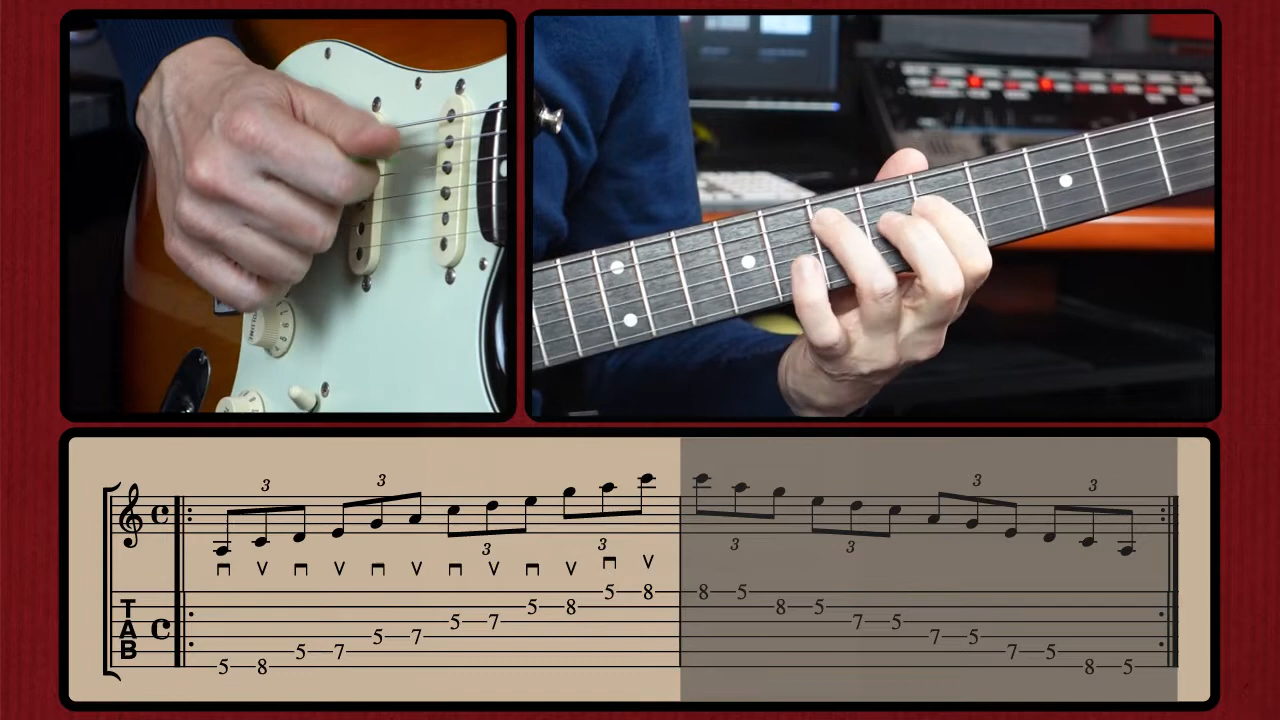 3 3 3 3
C
3 3 3 3
5 8 8 5
5 8 8 5
T 5 7 7 5
A C 5 7 7 5
B 5 7 7 5
5 8 8 5